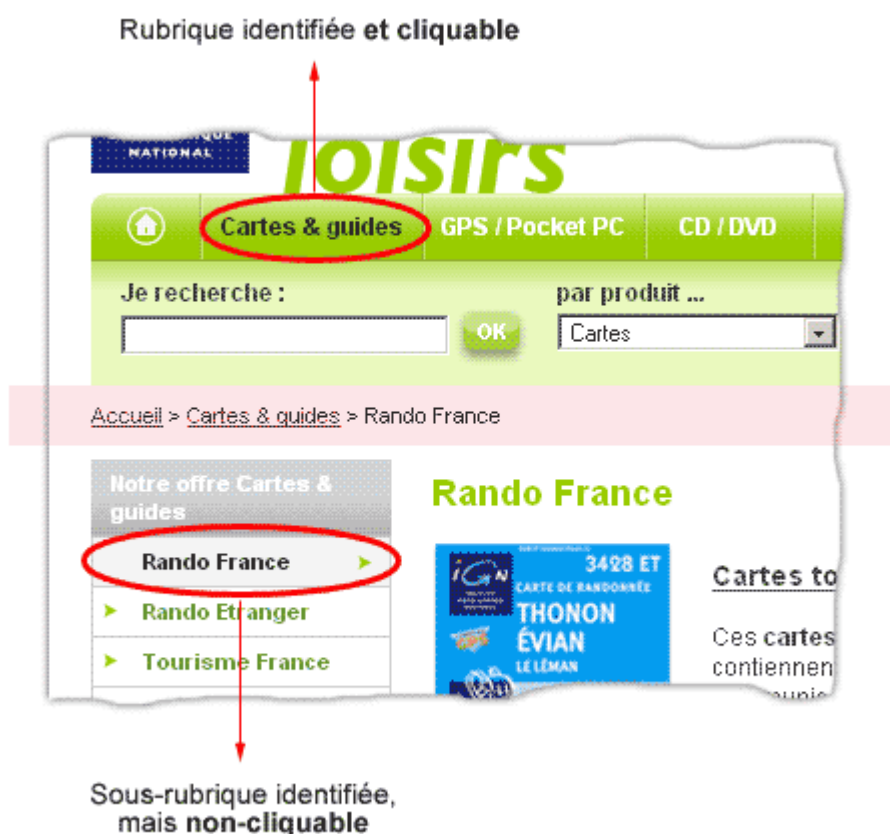 Rubrique identifiée et cliquable
NATIONAL
loisirs
Cartes & guides GPS / Pocket PC CD / DVD
Je recherche : par produit ...
OK Cartes
Accueil > Cartes & guides > Rando France
Notre offre Cartes &
guides
Rando France
Rando France
Rando Etranger
Tourisme France
IGN
3428 ET
CARTE DE RANDONNÉE
THONON
ÉVIAN
LE LÉMAN
Cartes to
Ces cartes
contiennen
Sous-rubrique identifiée,
mais non-cliquable